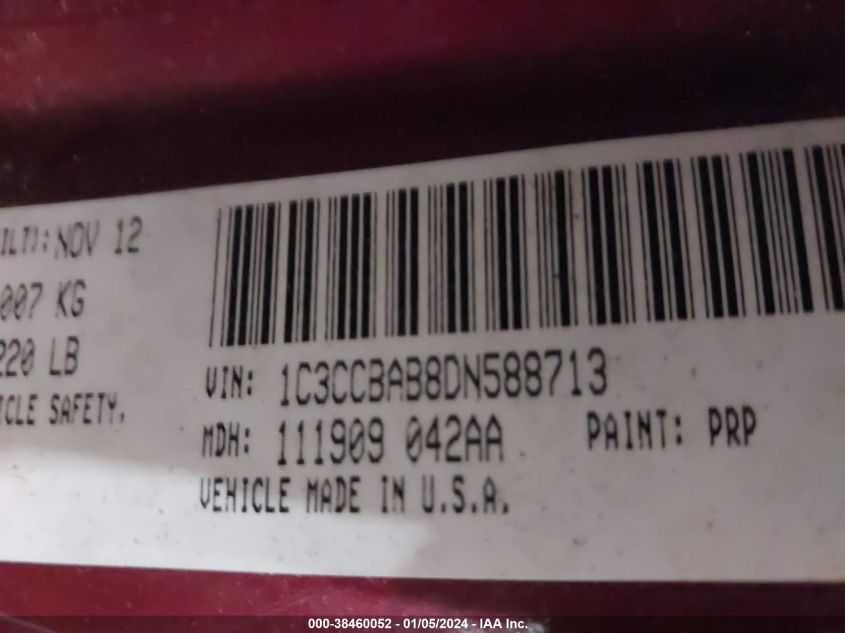 ILT): NOV 12
007 KG
220 LB
ICLE SAFETY.
VIN: 1C3CCBAB8DN588713
MDH: 111909 042AA PAINT: PRP
VEHICLE MADE IN U.S.A.
000-38460052 - 01/05/2024 - IAA Inc.